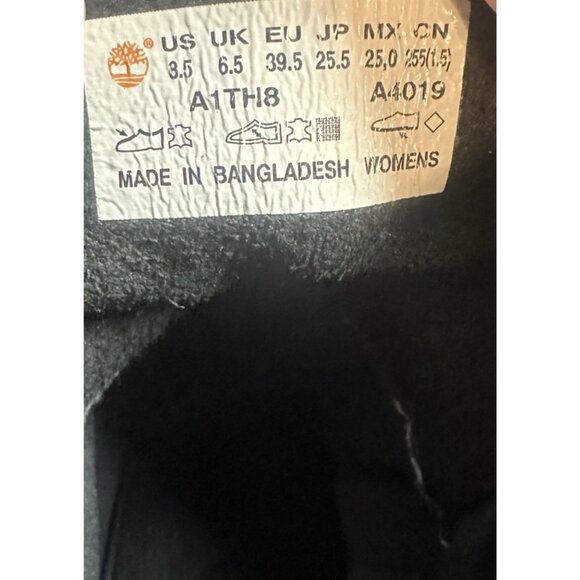 ® US UK EU JP MX CN
8.5 6.5 39.5 25.5 25,0 255(1.5)
A1TH8 A4019
MADE IN BANGLADESH WOMENS